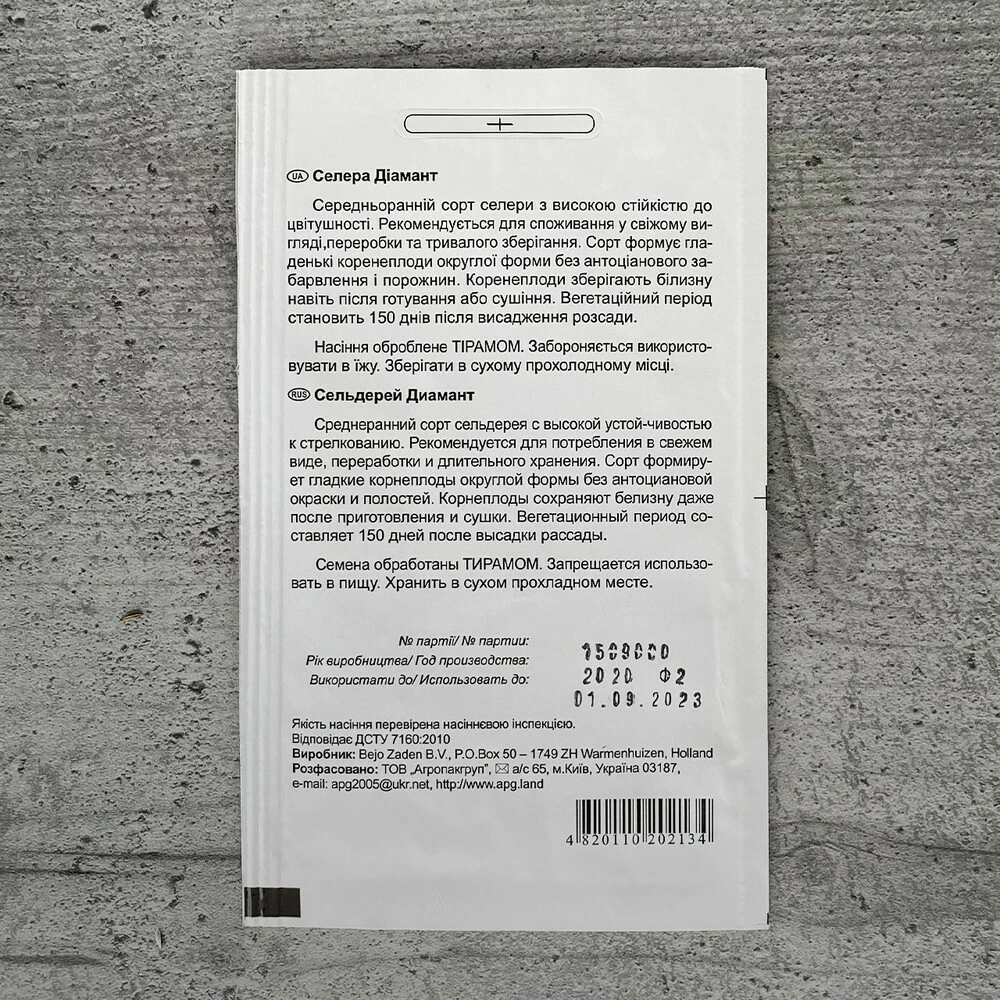 UA Селера Діамант
Середньоранній сорт селери з високою стійкістю до
цвітушності. Рекомендується для споживання у свіжому ви-
гляді,переробки та тривалого зберігання. Сорт формує гла-
денькі коренеплоди округлої форми без антоціанового за-
барвлення і порожнин. Коренеплоди зберігають білизну
навіть після готування або сушіння. Вегетаційний період
становить 150 днів після висадження розсади.
Насіння оброблене ТІРАМОМ. Забороняється використо-
вувати в їжу. Зберігати в сухому прохолодному місці.
RUS Сельдерей Диамант
Среднеранний сорт сельдерея с высокой устой-чивостью
к стрелкованию. Рекомендуется для потребления в свежем
виде, переработки и длительного хранения. Сорт формиру-
ет гладкие корнеплоды округлой формы без антоциановой
окраски и полостей. Корнеплоды сохраняют белизну даже
после приготовления и сушки. Вегетационный период со-
ставляет 150 дней после высадки рассады.
Семена обработаны ТИРАМОМ. Запрещается использо-
вать в пищу. Хранить в сухом прохладном месте.
№ партії/ № партии: 1509000
Рік виробництва/ Год производства: 2020 Ф2
Використати до/ Использовать до: 01.09.2023
Якість насіння перевірена насіннєвою інспекцією.
Відповідає ДСТУ 7160:2010
Виробник: Bejo Zaden B.V., P.O.Box 50 – 1749 ZH Warmenhuizen, Holland
Розфасовано: ТОВ „Агропакгруп”, а/с 65, м.Київ, Україна 03187,
e-mail: apg2005@ukr.net, http://www.apg.land
4 820110 202134